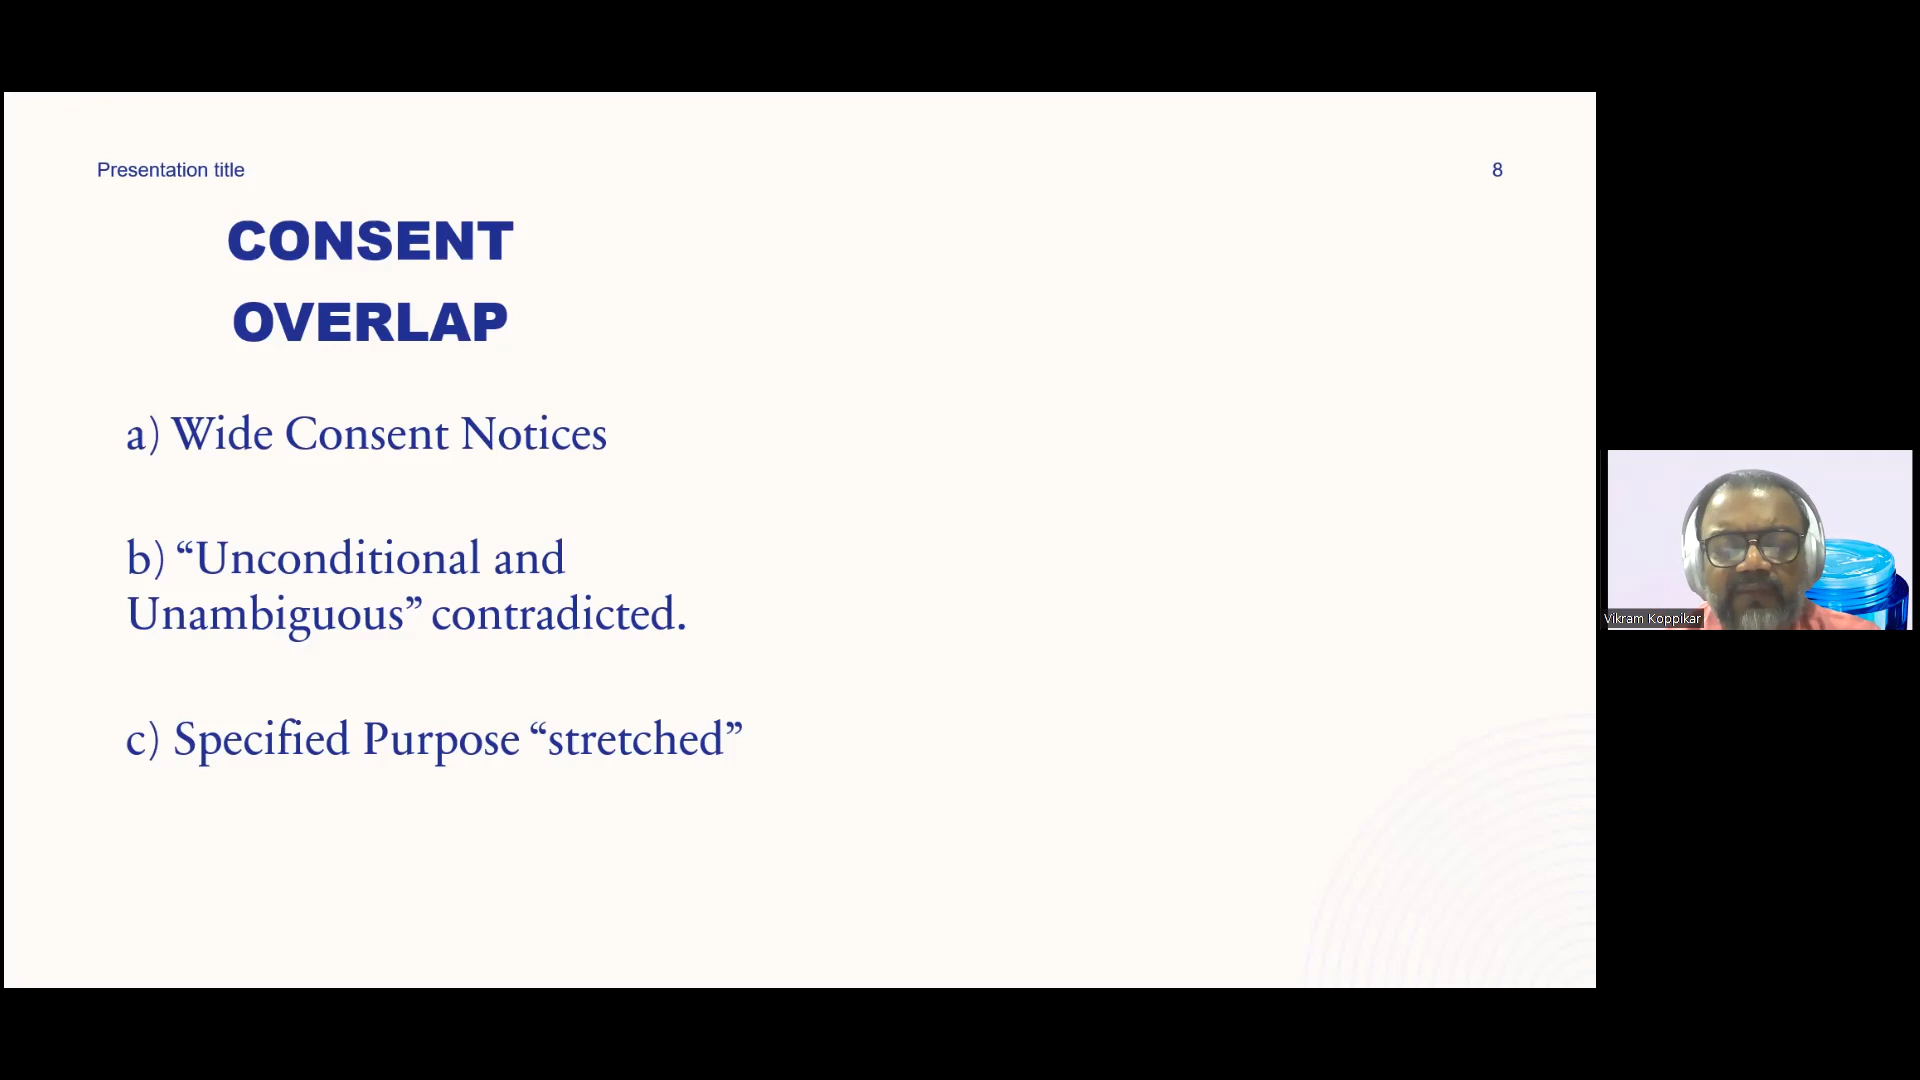 Presentation title
8
CONSENT
OVERLAP
a) Wide Consent Notices
b) “Unconditional and
Unambiguous” contradicted.
c) Specified Purpose “stretched”
Vikram Koppikar